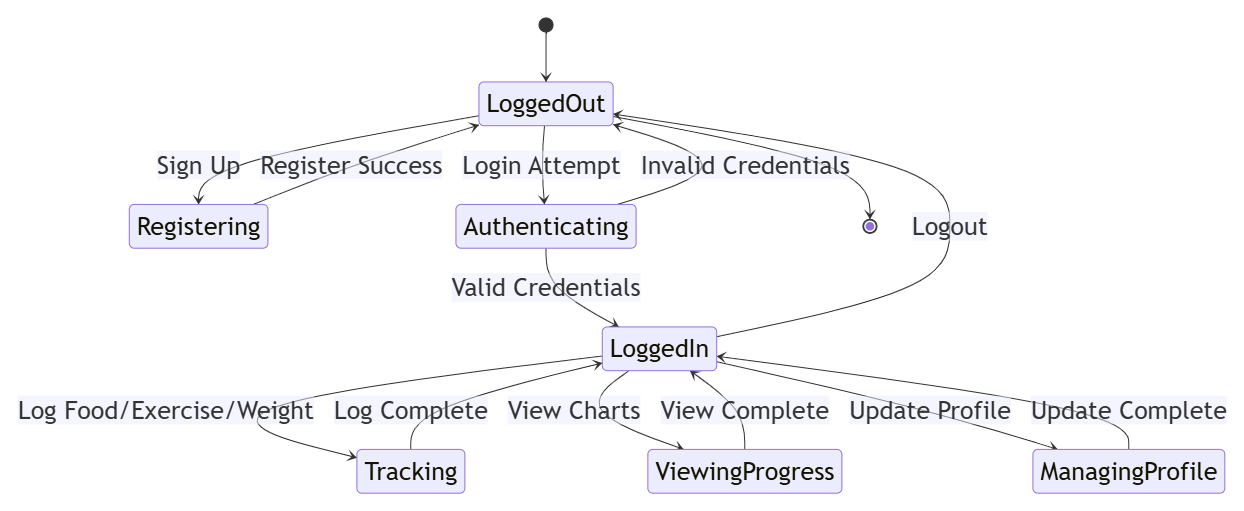 LoggedOut
Sign Up
Register Success
Login Attempt
Invalid Credentials
Registering
Authenticating
Logout
Valid Credentials
LoggedIn
Log Food/Exercise/Weight
Log Complete
View Charts
View Complete
Update Profile
Update Complete
Tracking
ViewingProgress
ManagingProfile